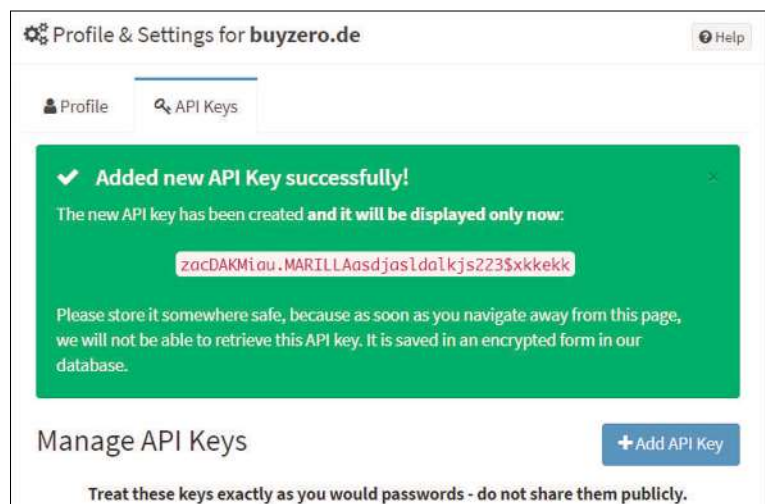 Profile & Settings for buyzero.de
Help
Profile
API Keys
Added new API Key successfully!
The new API key has been created and it will be displayed only now:
zacDAKMiau.MARILLAasdjasldalkjs223$xkkekk
Please store it somewhere safe, because as soon as you navigate away from this page,
we will not be able to retrieve this API key. It is saved in an encrypted form in our
database.
Manage API Keys
Add API Key
Treat these keys exactly as you would passwords - do not share them publicly.